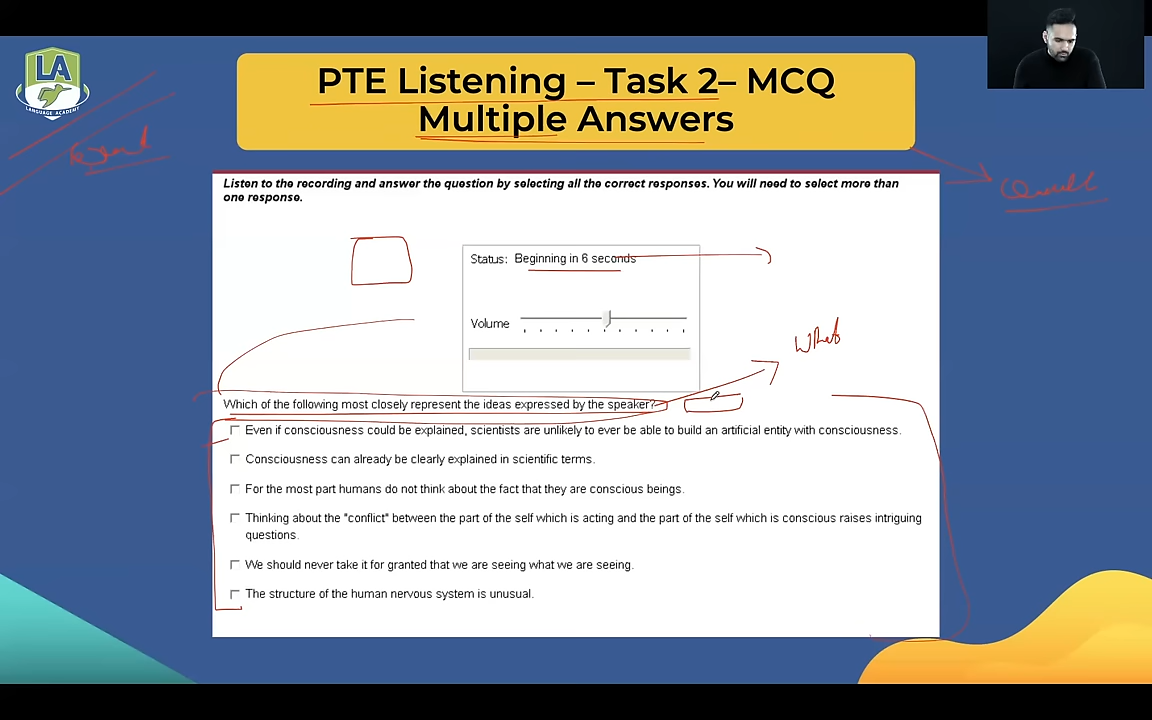 LA
LANGUAGE ACADEMY
PTE Listening – Task 2– MCQ
Multiple Answers
Listen to the recording and answer the question by selecting all the correct responses. You will need to select more than
one response.
Status: Beginning in 6 seconds
Volume
What
Which of the following most closely represent the ideas expressed by the speaker?
Even if consciousness could be explained, scientists are unlikely to ever be able to build an artificial entity with consciousness.
Consciousness can already be clearly explained in scientific terms.
For the most part humans do not think about the fact that they are conscious beings.
Thinking about the "conflict" between the part of the self which is acting and the part of the self which is conscious raises intriguing
questions.
We should never take it for granted that we are seeing what we are seeing.
The structure of the human nervous system is unusual.